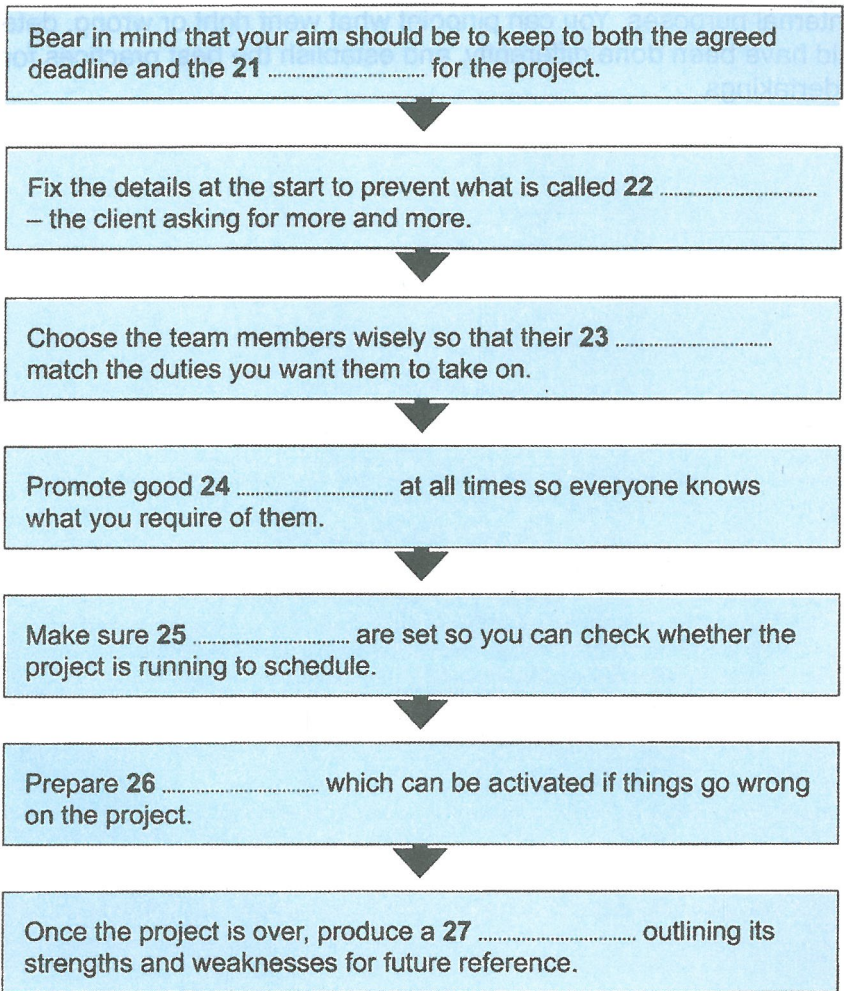 Bear in mind that your aim should be to keep to both the agreed
deadline and the 21 ........................... for the project.
Fix the details at the start to prevent what is called 22 ...........................
– the client asking for more and more.
Choose the team members wisely so that their 23 ...........................
match the duties you want them to take on.
Promote good 24 ........................... at all times so everyone knows
what you require of them.
Make sure 25 ........................... are set so you can check whether the
project is running to schedule.
Prepare 26 ........................... which can be activated if things go wrong
on the project.
Once the project is over, produce a 27 ........................... outlining its
strengths and weaknesses for future reference.